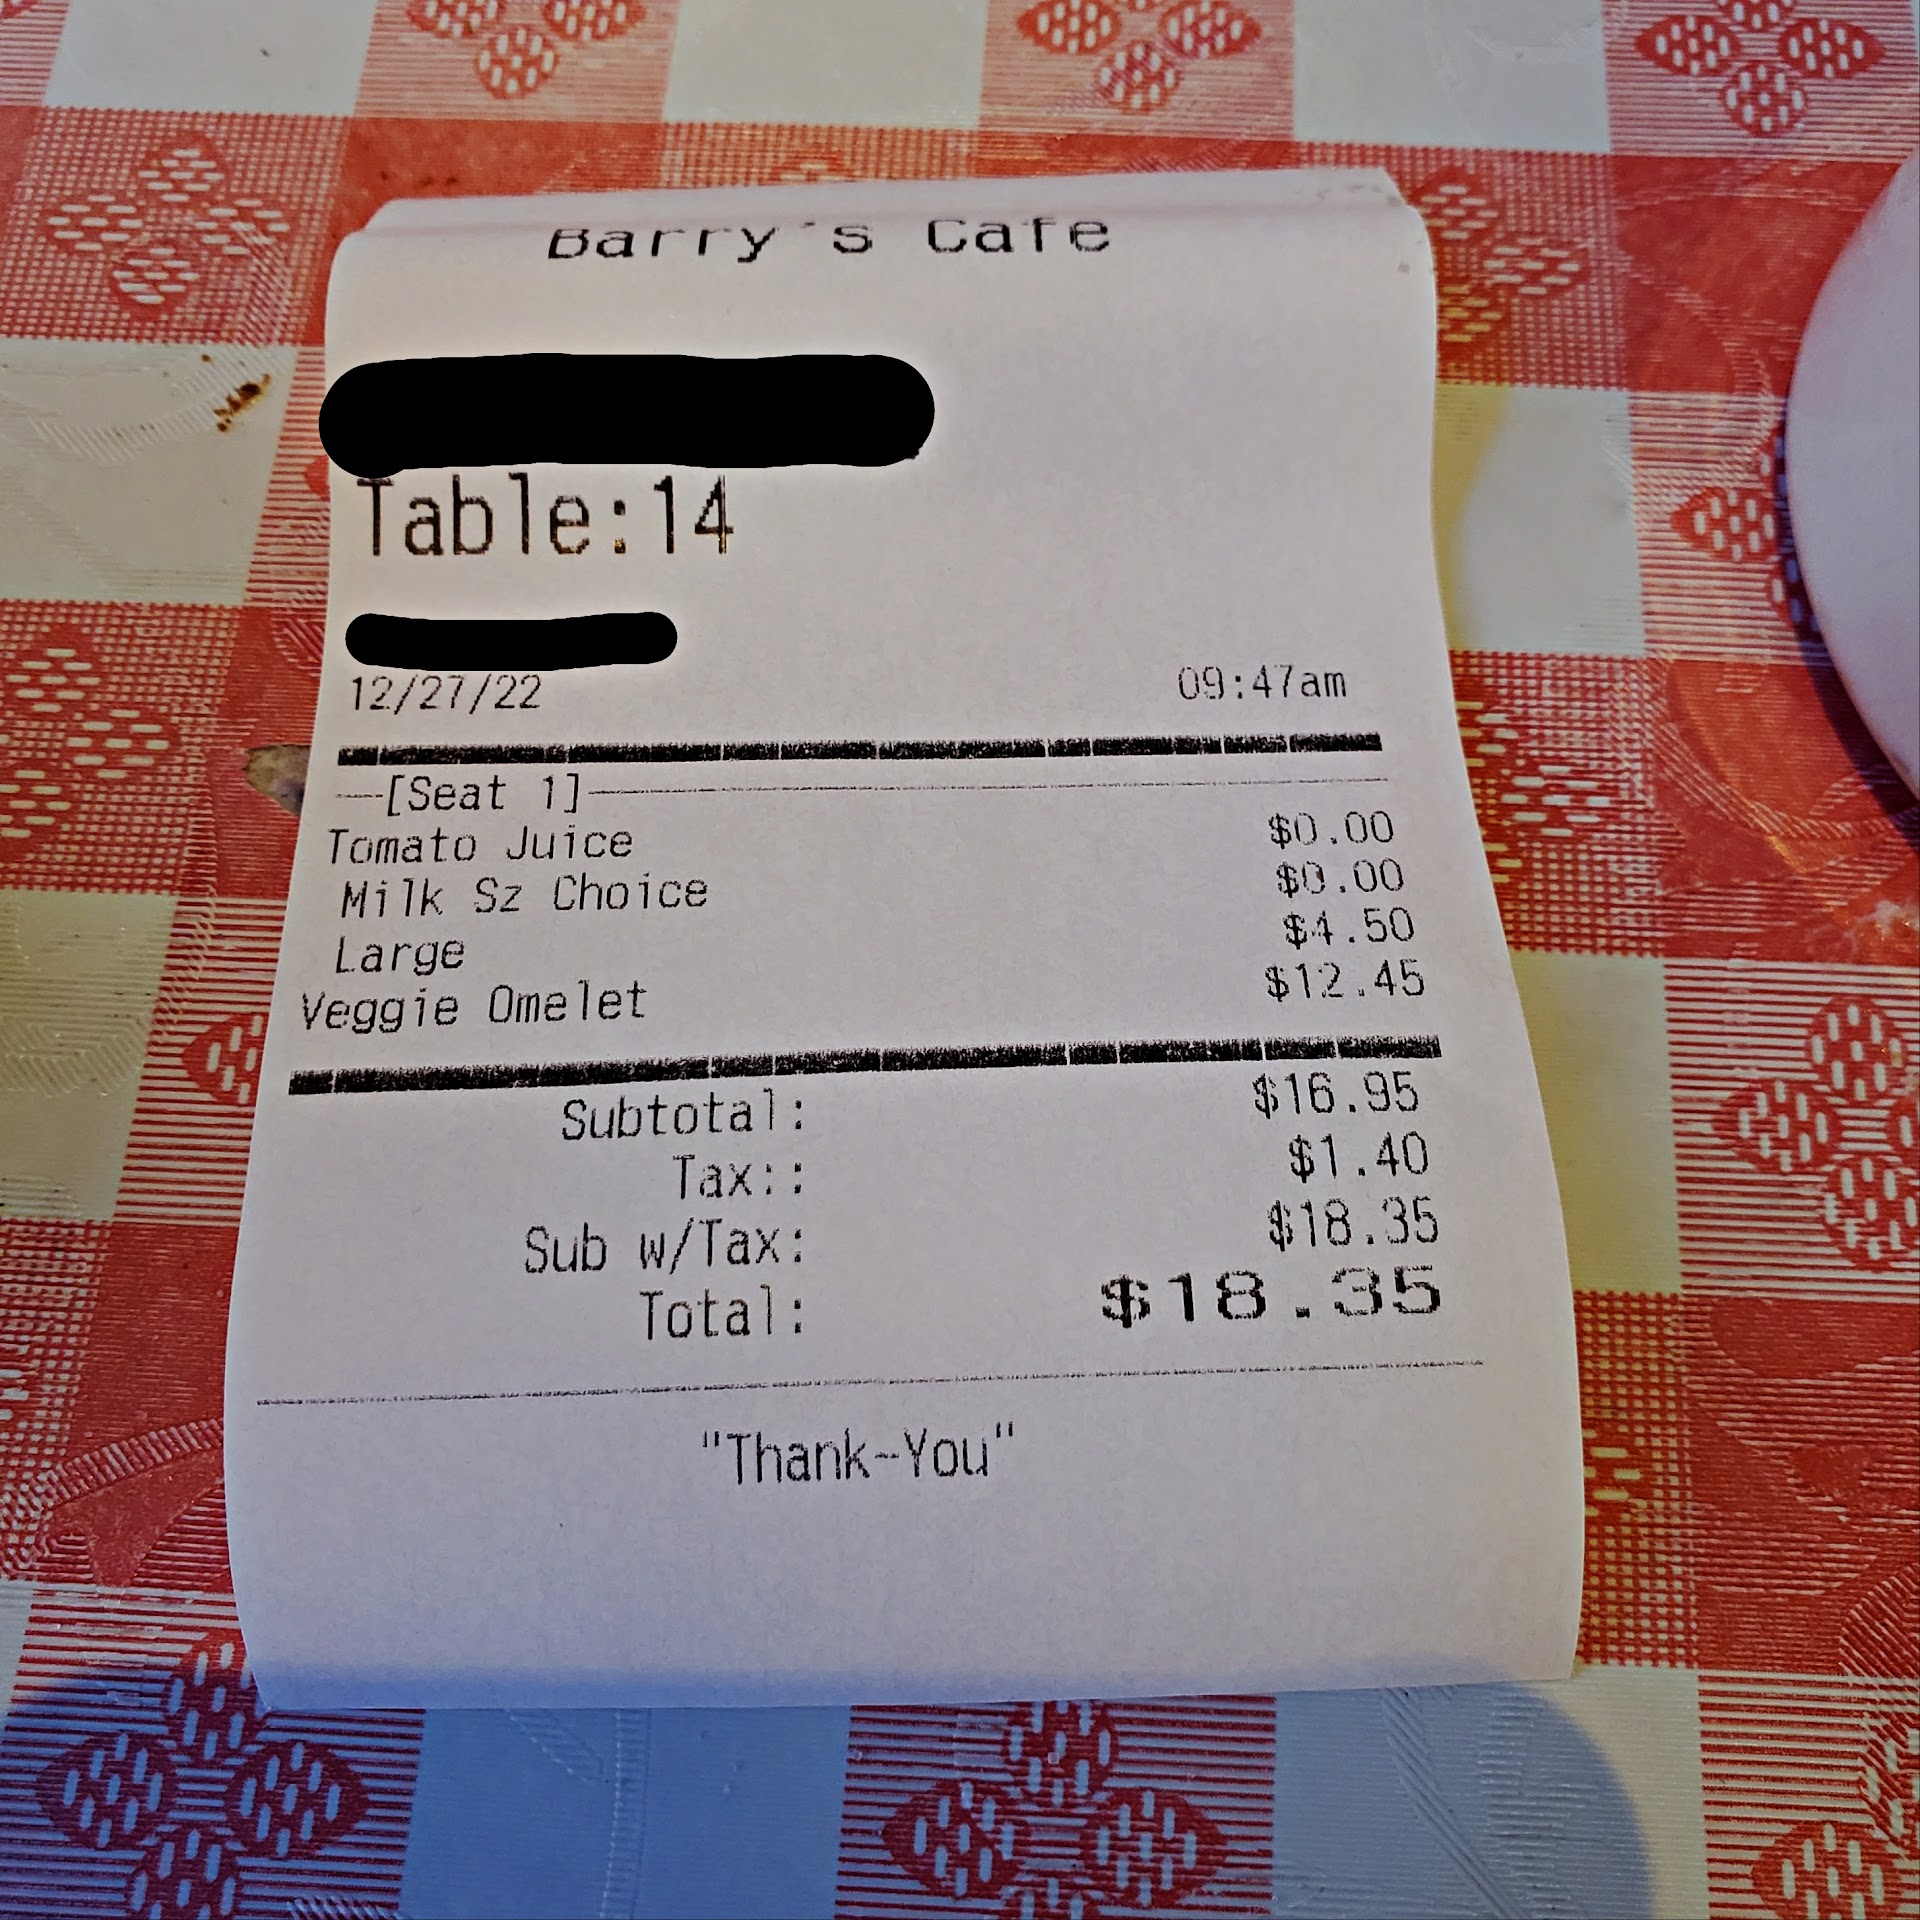 Barry's Cafe
Table:14
12/27/22 09:47am
[Seat 1]
Tomato Juice $0.00
Milk Sz Choice $0.00
Large $4.50
Veggie Omelet $12.45
Subtotal: $16.95
Tax:: $1.40
Sub w/Tax: $18.35
Total: $18.35
"Thank-You"